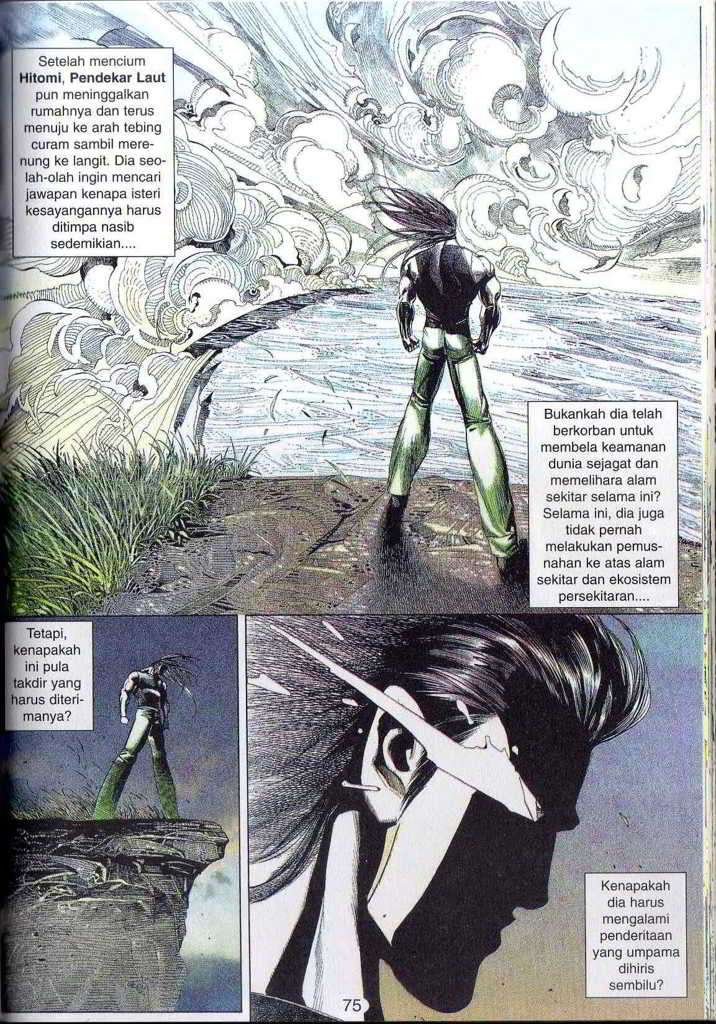 Setelah mencium
Hitomi, Pendekar Laut
pun meninggalkan
rumahnya dan terus
menuju ke arah tebing
curam sambil mere-
nung ke langit. Dia seo-
lah-olah ingin mencari
jawapan kenapa isteri
kesayangannya harus
ditimpa nasib
sedemikian....
Bukankah dia telah
berkorban untuk
membela keamanan
dunia sejagat dan
memelihara alam
sekitar selama ini?
Selama ini, dia juga
tidak pernah
melakukan pemus-
nahan ke atas alam
sekitar dan ekosistem
persekitaran....
Tetapi,
kenapakah
ini pula
takdir yang
harus diteri-
manya?
Kenapakah
dia harus
mengalami
penderitaan
yang umpama
dihiris
sembilu?
75